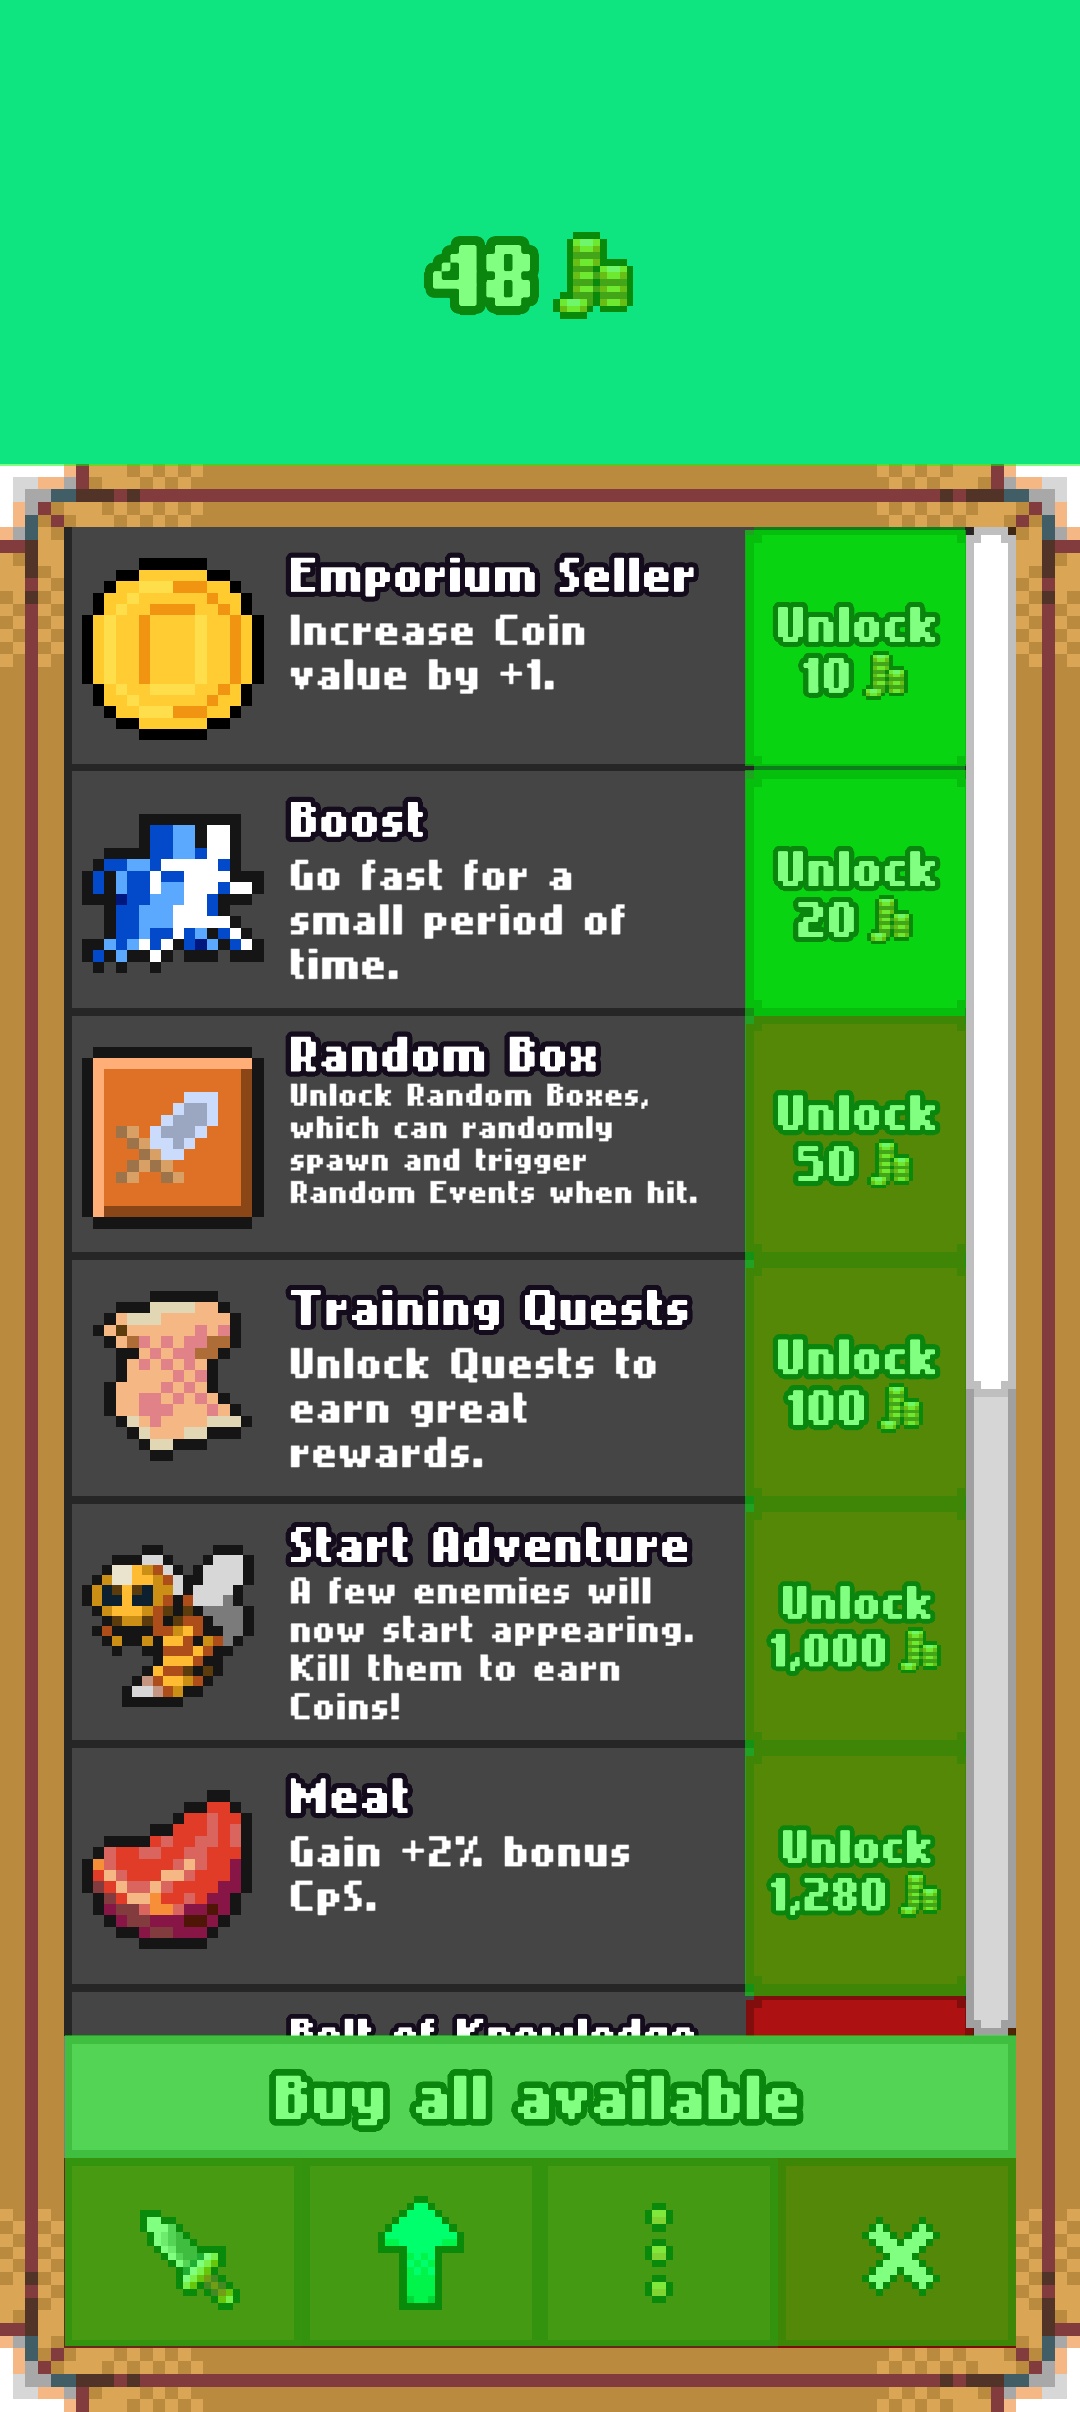 48
Emporium Seller
Increase Coin
value by +1.
Unlock
10
Boost
Go fast for a
small period of
time.
Unlock
20
Random Box
Unlock Random Boxes,
which can randomly
spawn and trigger
Random Events when hit.
Unlock
50
Training Quests
Unlock Quests to
earn great
rewards.
Unlock
100
Start Adventure
A few enemies will
now start appearing.
Kill them to earn
Coins!
Unlock
1,000
Meat
Gain +2% bonus
CpS.
Unlock
1,280
of Knowledge
Buy all available